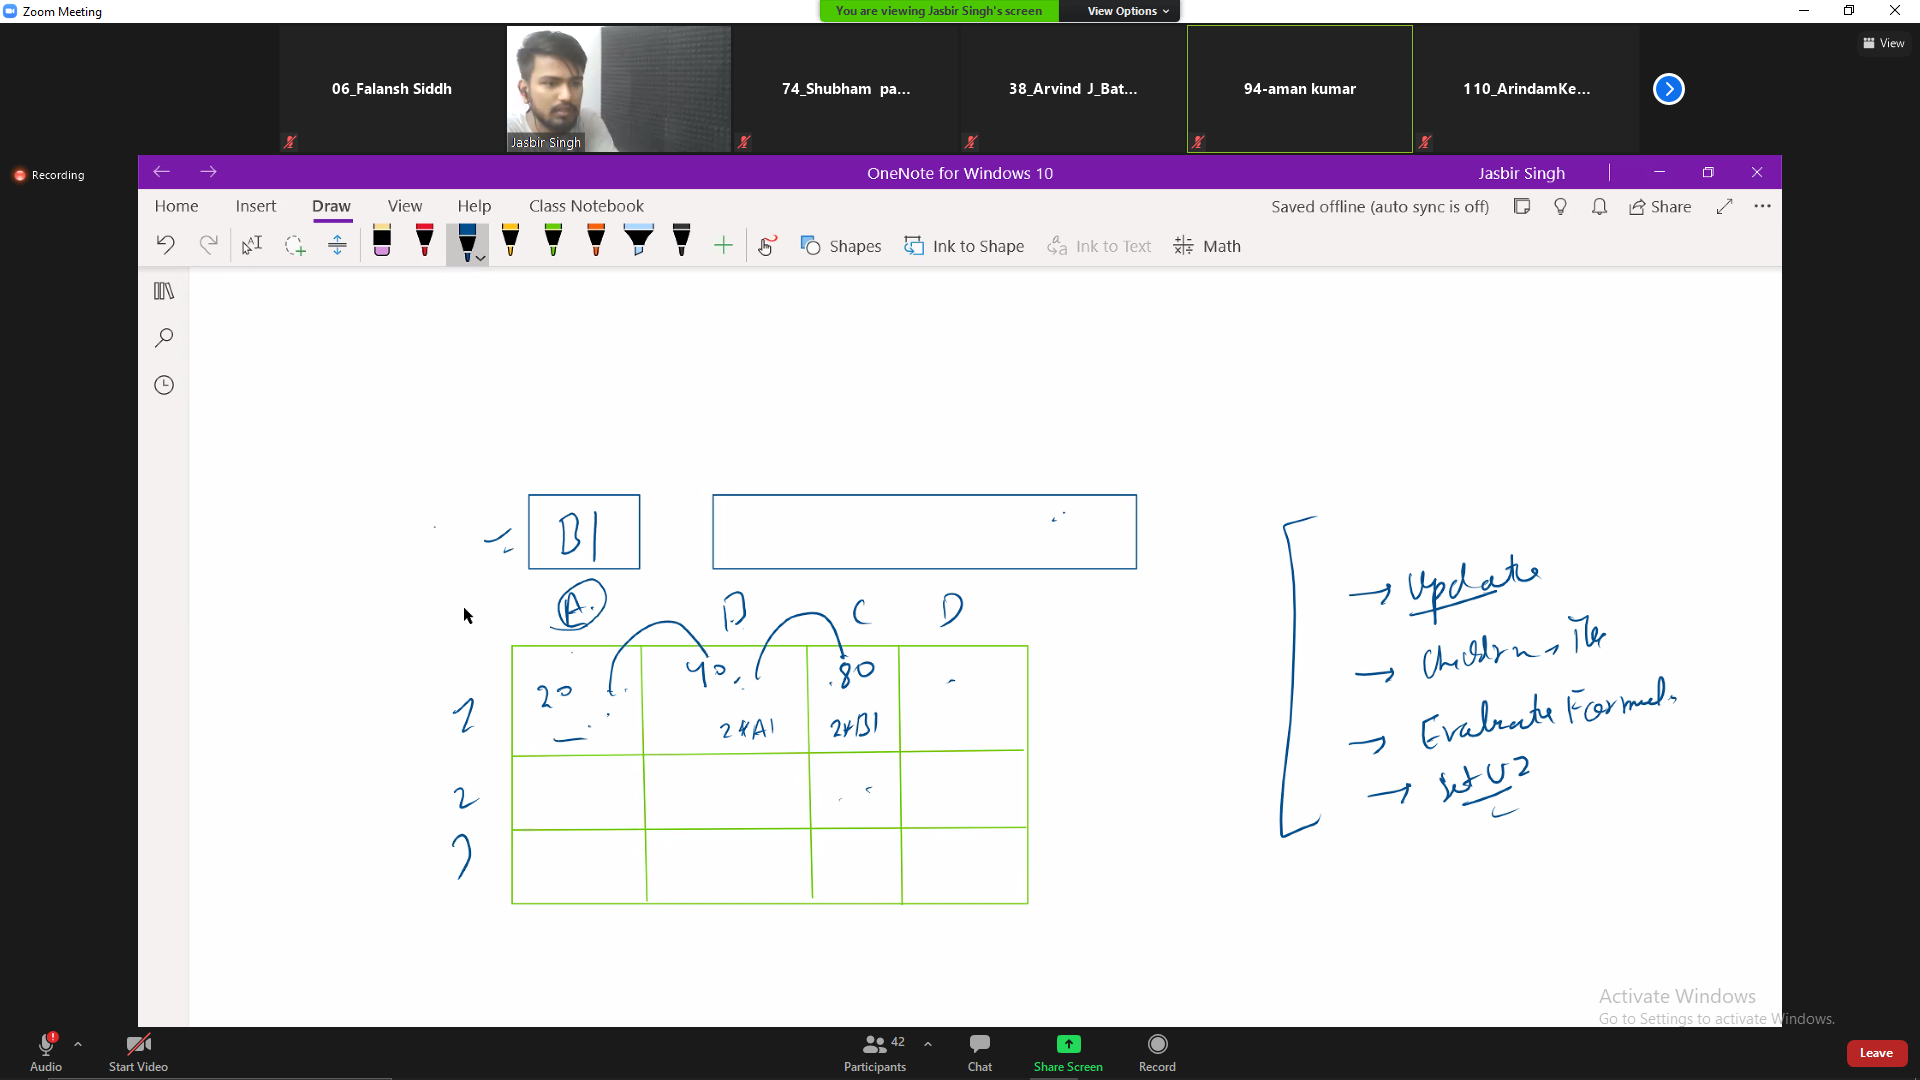 Zoom Meeting
You are viewing Jasbir Singh's screen View Options
View
06_Falansh Siddh
74_Shubham pa...
38_Arvind J_Bat...
94-aman kumar
110_ArindamKe...
Jasbir Singh
Recording
OneNote for Windows 10
Jasbir Singh
Home Insert Draw View Help Class Notebook
Saved offline (auto sync is off) Share
Shapes Ink to Shape Ink to Text Math
B1
A B C D
1 20 40 80
2*A1 2*B1
2
3
→ Update
→ Children
→ Evaluate Formula
→ Set U2
Activate Windows
Go to Settings to activate Windows.
Audio Start Video 42 Participants Chat Share Screen Record Leave